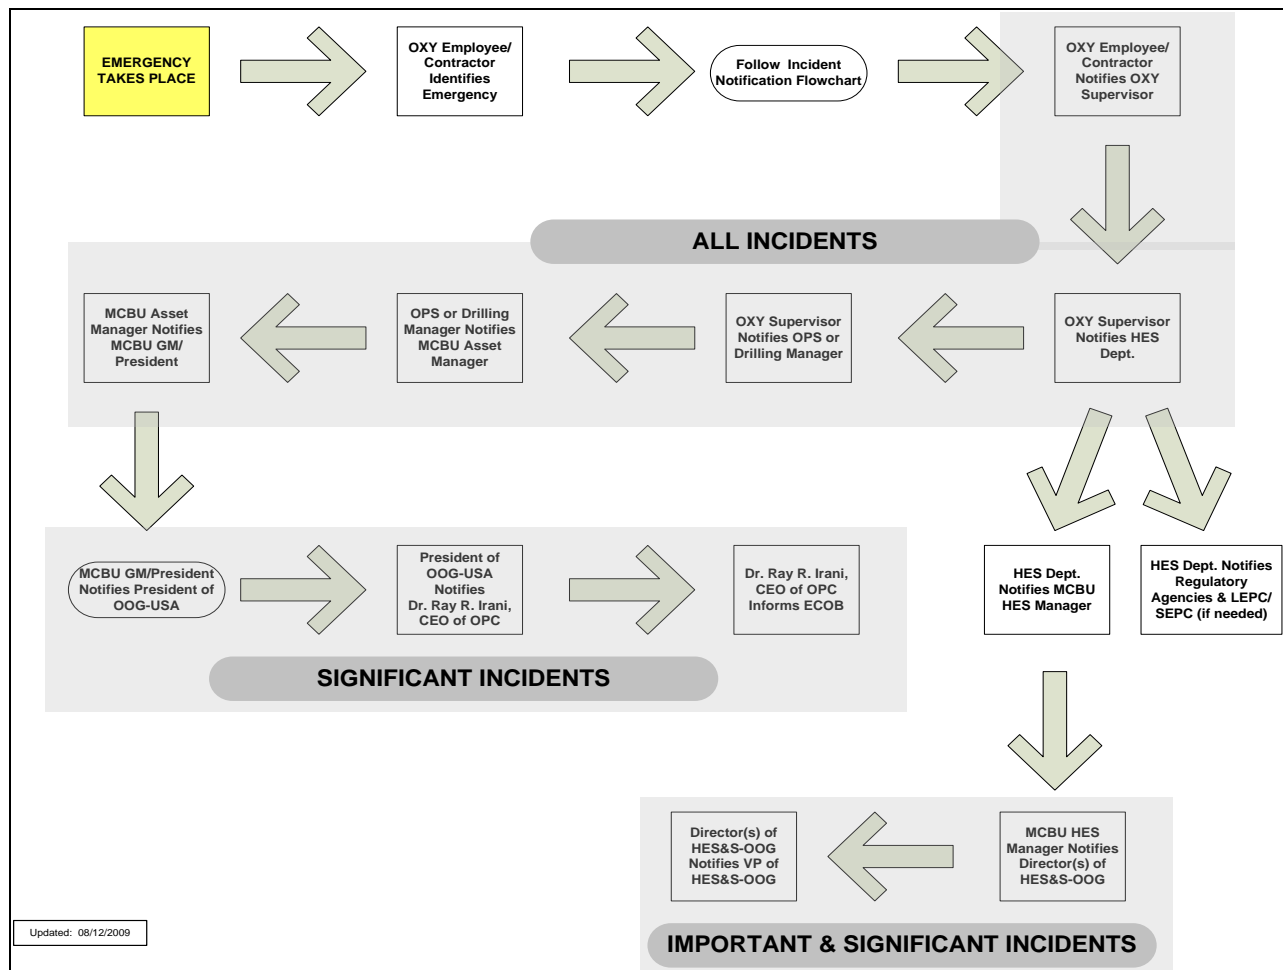 EMERGENCY
TAKES PLACE
OXY Employee/
Contractor
Identifies
Emergency
Follow Incident
Notification Flowchart
OXY Employee/
Contractor
Notifies OXY
Supervisor
ALL INCIDENTS
MCBU Asset
Manager Notifies
MCBU GM/
President
OPS or Drilling
Manager Notifies
MCBU Asset
Manager
OXY Supervisor
Notifies OPS or
Drilling Manager
OXY Supervisor
Notifies HES
Dept.
MCBU GM/President
Notifies President of
OOG-USA
President of
OOG-USA
Notifies
Dr. Ray R. Irani,
CEO of OPC
Dr. Ray R. Irani,
CEO of OPC
Informs ECOB
HES Dept.
Notifies MCBU
HES Manager
HES Dept. Notifies
Regulatory
Agencies & LEPC/
SEPC (if needed)
SIGNIFICANT INCIDENTS
Director(s) of
HES&S-OOG
Notifies VP of
HES&S-OOG
MCBU HES
Manager Notifies
Director(s) of
HES&S-OOG
Updated: 08/12/2009
IMPORTANT & SIGNIFICANT INCIDENTS